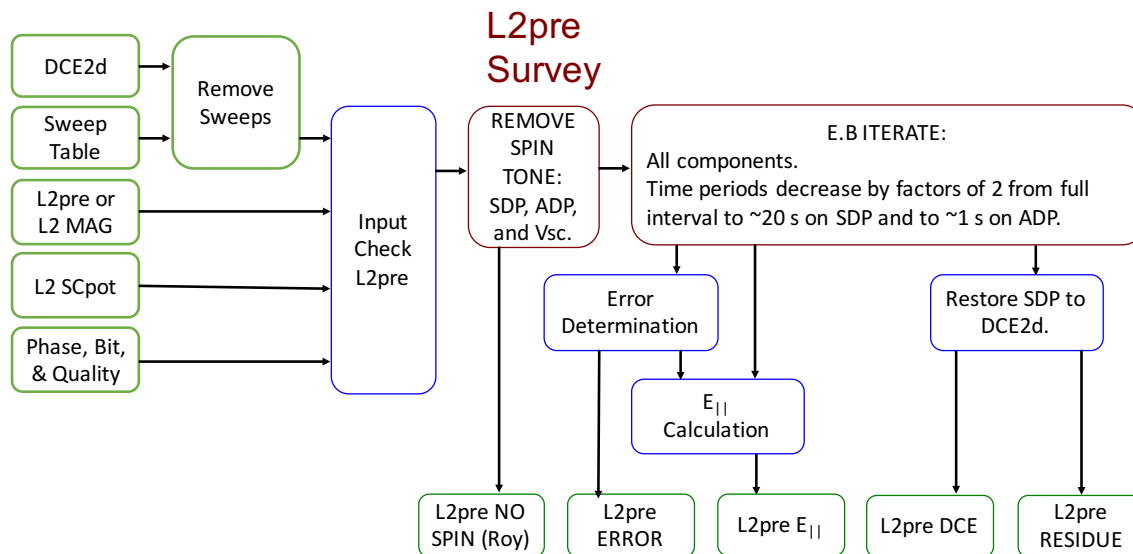 L2pre
Survey
DCE2d
Sweep
Table
Remove
Sweeps
L2pre or
L2 MAG
L2 SCpot
Phase, Bit,
& Quality
Input
Check
L2pre
REMOVE
SPIN
TONE:
SDP, ADP,
and Vsc.
E.B ITERATE:
All components.
Time periods decrease by factors of 2 from full
interval to ~20 s on SDP and to ~1 s on ADP.
Error
Determination
Restore SDP to
DCE2d.
E||
Calculation
L2pre NO
SPIN (Roy)
L2pre
ERROR
L2pre E||
L2pre DCE
L2pre
RESIDUE